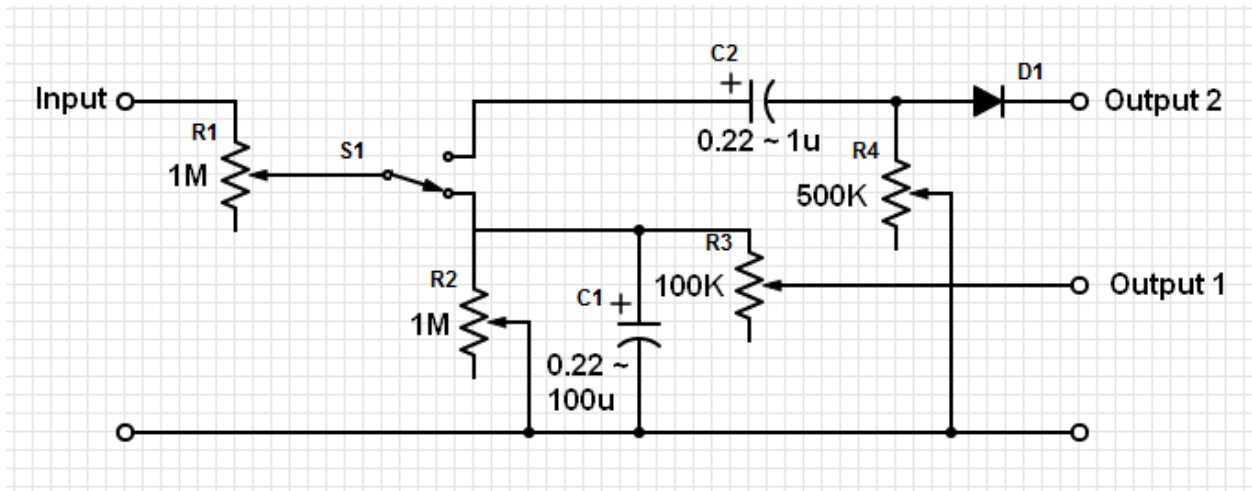 C2
D1
+
Input
Output 2
R1
0.22 ~ 1u
S1
R4
1M
500K
R3
R2
100K
Output 1
C1 +
1M
0.22 ~
100u